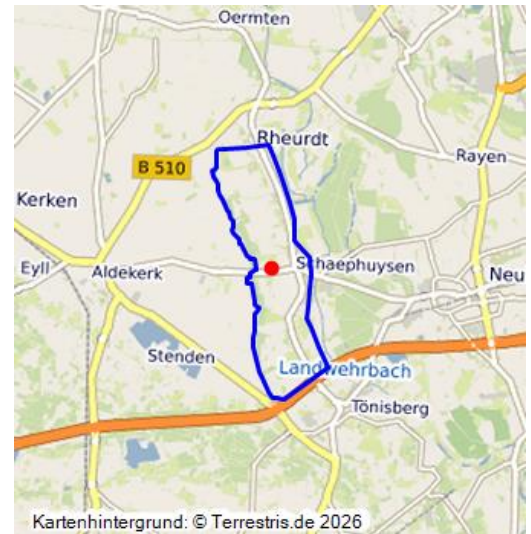 Oermten
Rheurdt
B 510
Rayen
Kerken
Eyll
Aldekerk
Schaephuysen
Neu
Stenden
Landwehrbach
Tönisberg
Kartenhintergrund: © Terrestris.de 2026